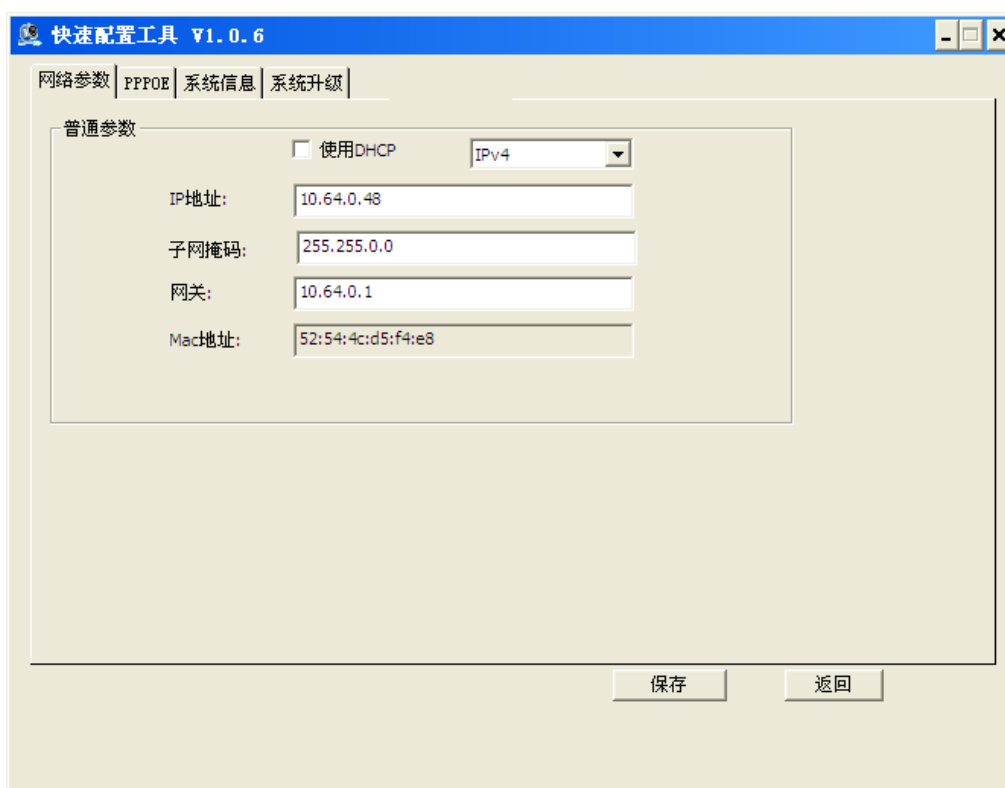 快速配置工具 V1.0.6
网络参数 PPPOE 系统信息 系统升级
普通参数
使用DHCP IPv4
IP地址: 10.64.0.48
子网掩码: 255.255.0.0
网关: 10.64.0.1
Mac地址: 52:54:4c:d5:f4:e8
保存 返回